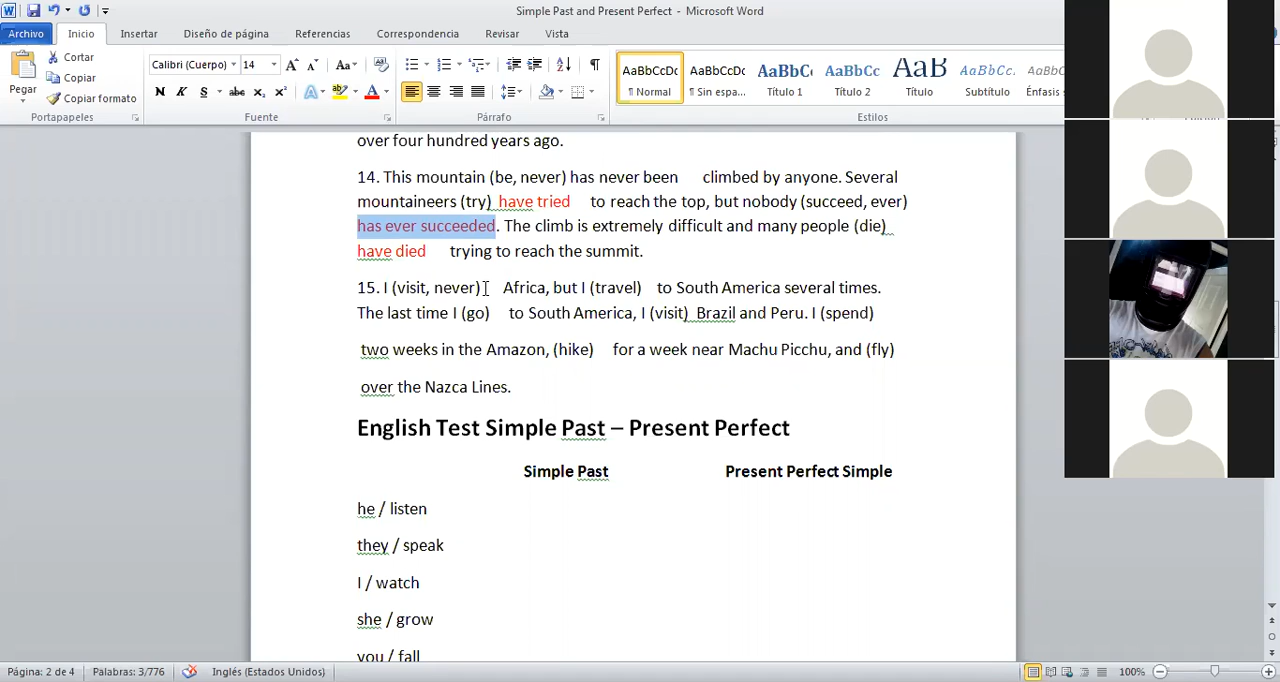 Simple Past and Present Perfect - Microsoft Word
Archivo Inicio Insertar Diseño de página Referencias Correspondencia Revisar Vista
Pegar
Cortar
Copiar
Copiar formato
Portapapeles
Calibri (Cuerpo) 14
Fuente
Párrafo
AaBbCcDc AaBbCcDc AaBbC AaBbCc AaB AaBbCc AaBbCc
¶ Normal ¶ Sin espa... Título 1 Título 2 Título Subtítulo Énfasis
Estilos
over four hundred years ago.
14. This mountain (be, never) has never been climbed by anyone. Several
mountaineers (try) have tried to reach the top, but nobody (succeed, ever)
has ever succeeded. The climb is extremely difficult and many people (die)
have died trying to reach the summit.
15. I (visit, never) Africa, but I (travel) to South America several times.
The last time I (go) to South America, I (visit) Brazil and Peru. I (spend)
two weeks in the Amazon, (hike) for a week near Machu Picchu, and (fly)
over the Nazca Lines.
English Test Simple Past – Present Perfect
Simple Past Present Perfect Simple
he / listen
they / speak
I / watch
she / grow
you / fall
Página: 2 de 4 Palabras: 3/776 Inglés (Estados Unidos) 100%